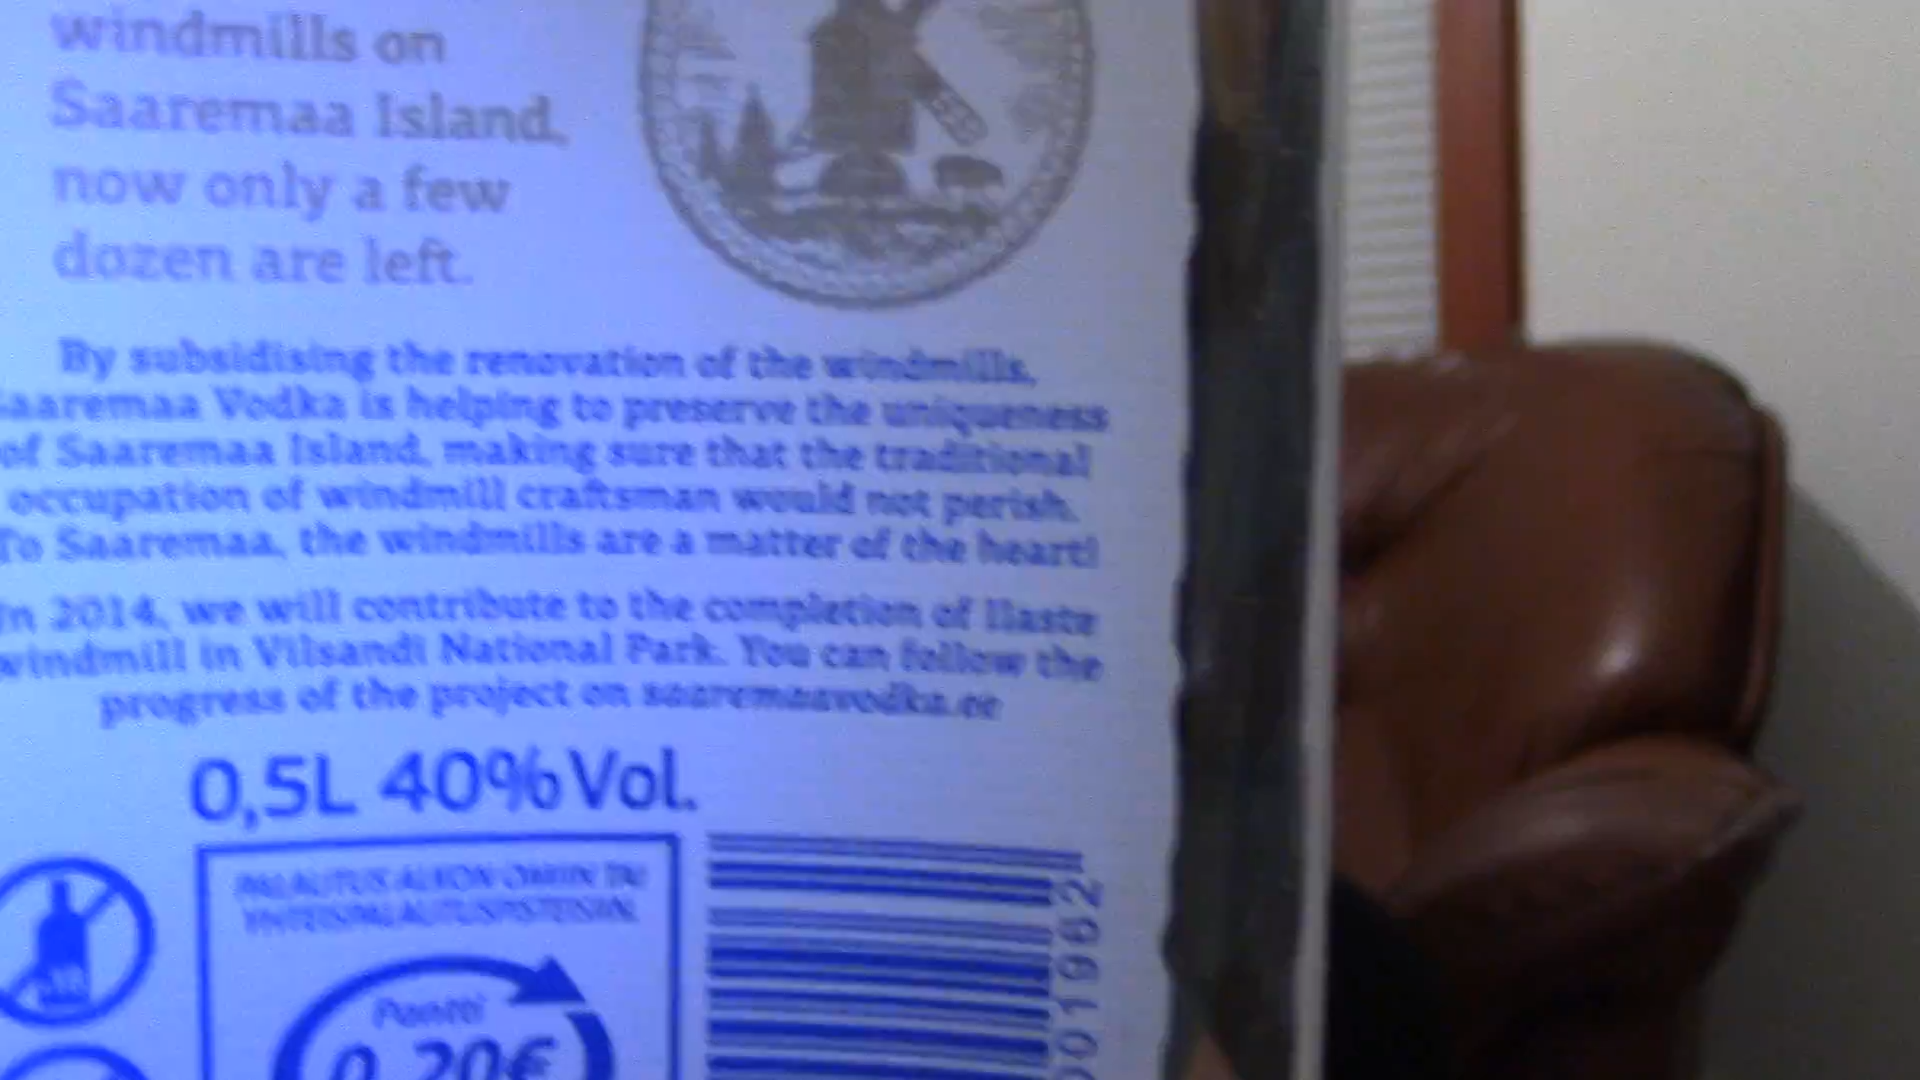 windmills on
Saaremaa Island,
now only a few
dozen are left.
By subsidising the renovation of the windmills,
Saaremaa Vodka is helping to preserve the uniqueness
of Saaremaa Island, making sure that the traditional
occupation of windmill craftsman would not perish.
To Saaremaa, the windmills are a matter of the heart!
In 2014, we will contribute to the completion of Ilaste
windmill in Vilsandi National Park. You can follow the
progress of the project on saaremaavodka.ee
0,5L 40% Vol.
PALAUTUS ALKON OMIIN TAI
YHTEISPALAUTUSPISTEISIIN.
Pantti
0,20€
001962